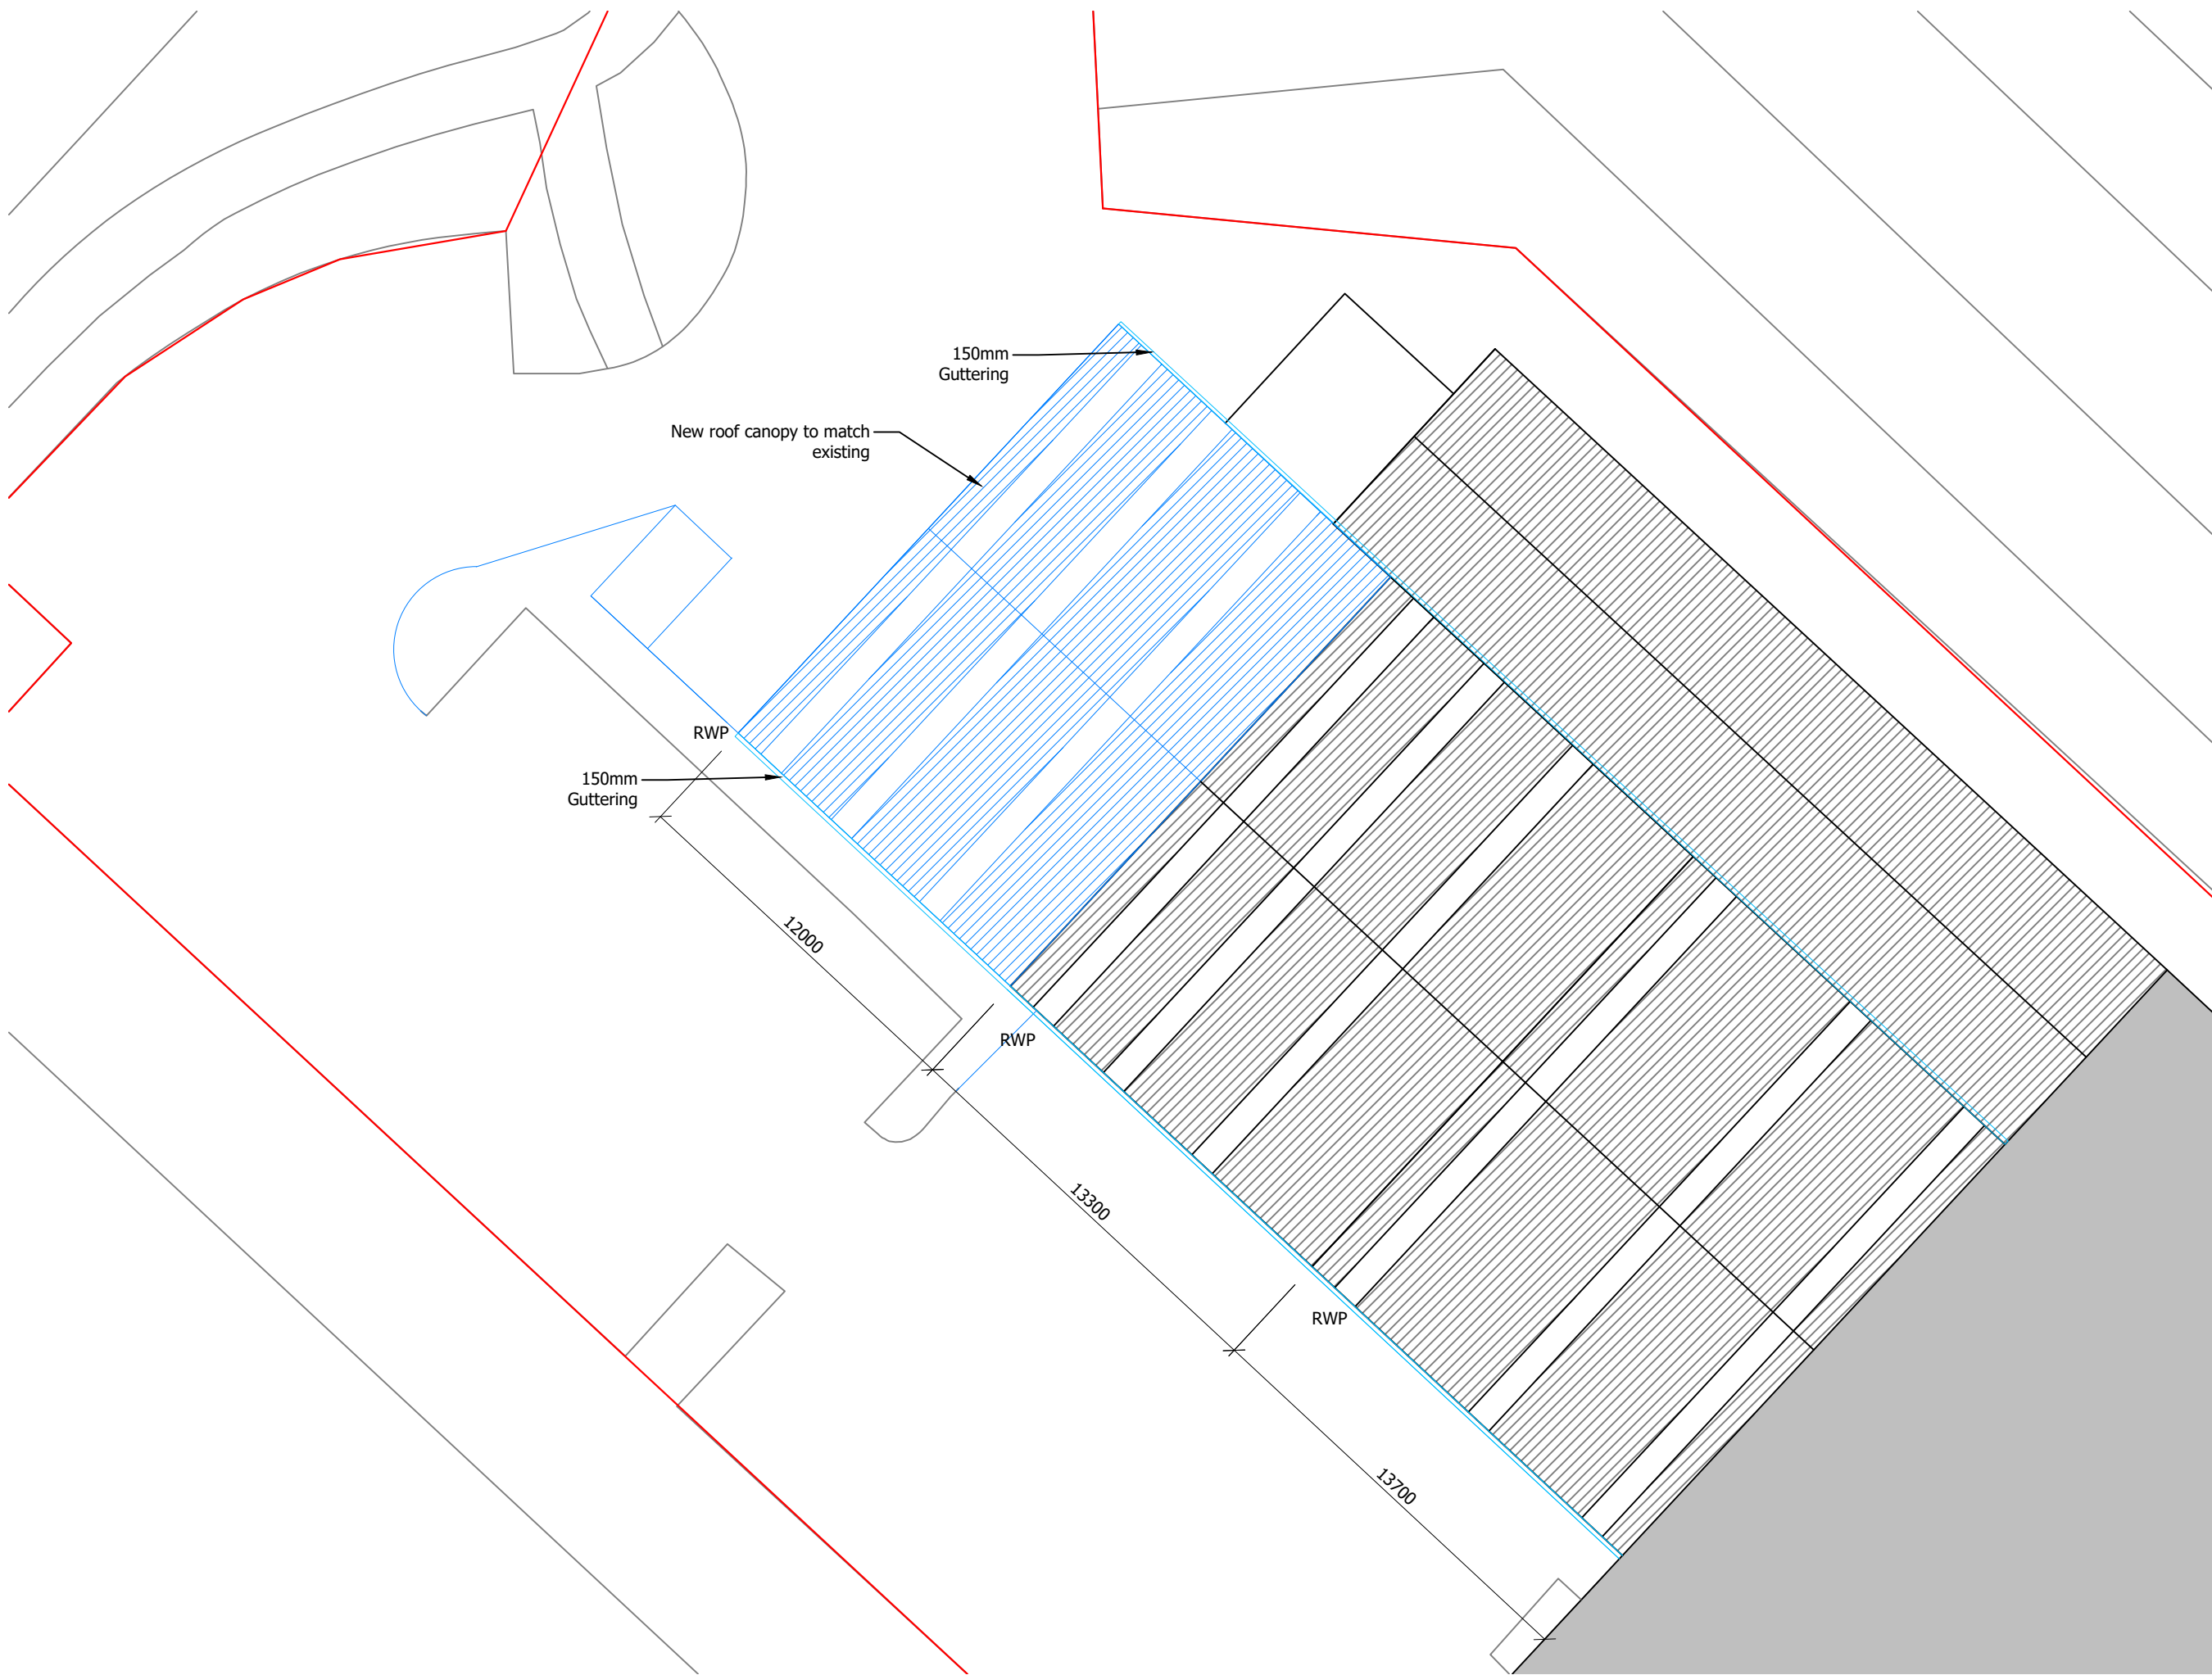 150mm
Guttering
New roof canopy to match
existing
RWP
150mm
Guttering
12000
RWP
13300
RWP
13700